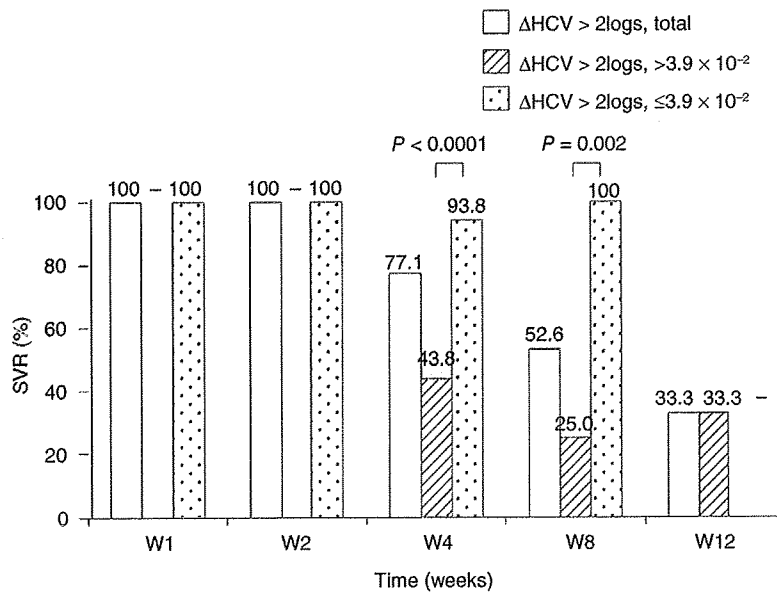 ΔHCV > 2logs, total
ΔHCV > 2logs, >3.9 × 10⁻²
ΔHCV > 2logs, ≤3.9 × 10⁻²
P < 0.0001
P = 0.002
100 – 100
100 – 100
77.1
43.8
93.8
52.6
25.0
100
33.3 33.3 –
100
80
60
40
20
0
SVR (%)
W1
W2
W4
W8
W12
Time (weeks)